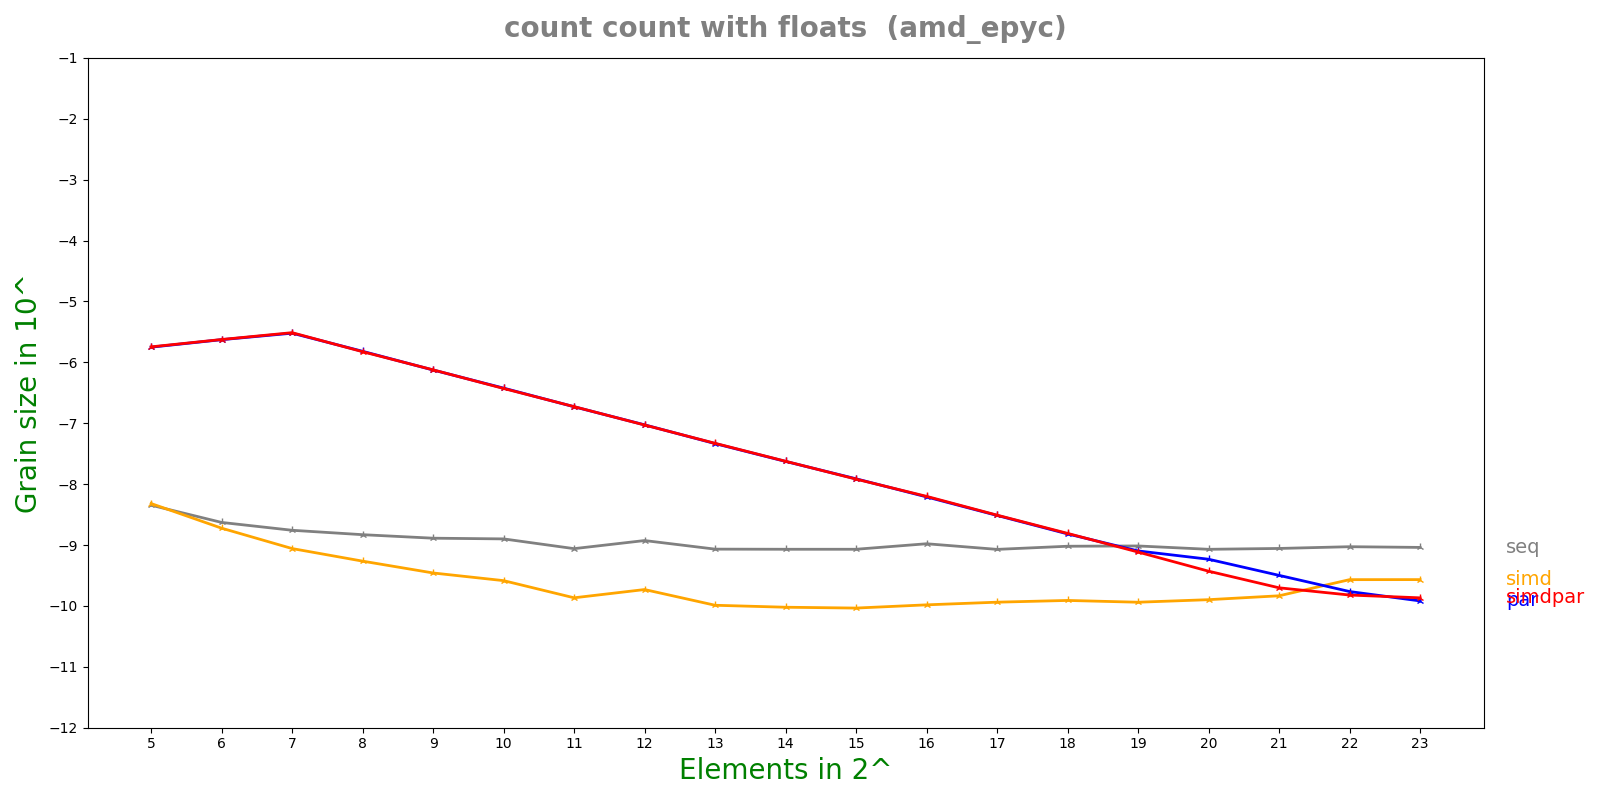 count count with floats (amd_epyc)
Grain size in 10^
−1
−2
−3
−4
−5
−6
−7
−8
−9
−10
−11
−12
seq
simd
simdpar
par
5 6 7 8 9 10 11 12 13 14 15 16 17 18 19 20 21 22 23
Elements in 2^